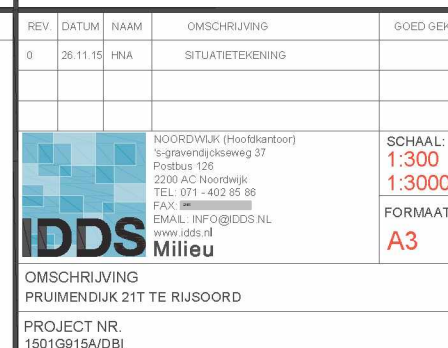 REV. DATUM NAAM OMSCHRIJVING GOED GEK
0 26.11.15 HNA SITUATIETEKENING
NOORDWIJK (Hoofdkantoor)
's-gravendijckseweg 37
Postbus 126
2200 AC Noordwijk
TEL: 071 - 402 85 86
FAX:
EMAIL: INFO@IDDS.NL
www.idds.nl
IDDS Milieu
SCHAAL:
1:300
1:3000
FORMAAT
A3
OMSCHRIJVING
PRUIMENDIJK 21T TE RIJSOORD
PROJECT NR.
1501G915A/DBI